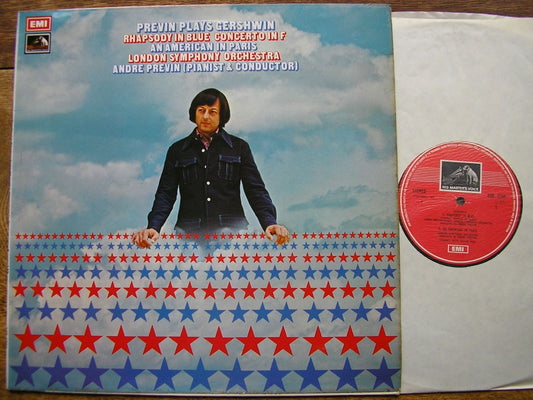 EMI
PREVIN PLAYS GERSHWIN
RHAPSODY IN BLUE CONCERTO IN F
AN AMERICAN IN PARIS
LONDON SYMPHONY ORCHESTRA
ANDRE PREVIN (PIANIST & CONDUCTOR)
HIS MASTER'S VOICE
STEREO
EMI